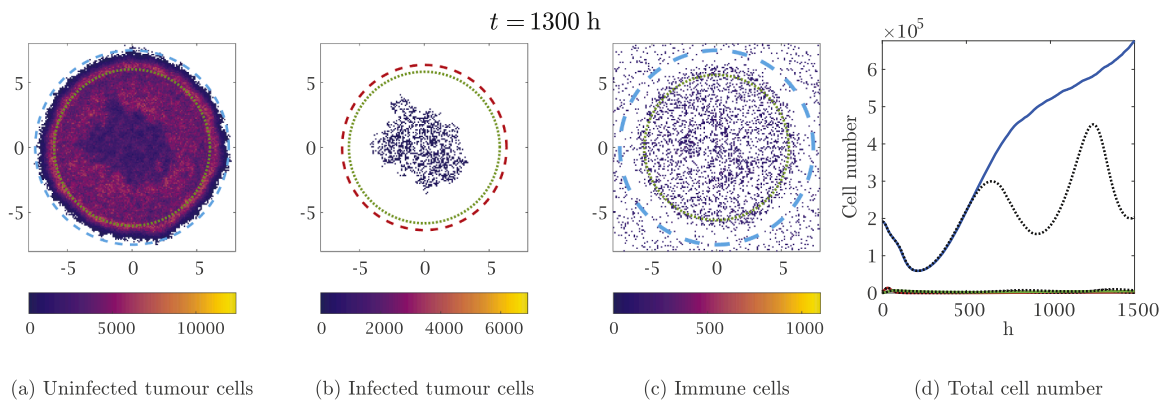 t = 1300 h
5
0
-5
-5 0 5
0 5000 10000
(a) Uninfected tumour cells
5
0
-5
-5 0 5
0 2000 4000 6000
(b) Infected tumour cells
5
0
-5
-5 0 5
0 500 1000
(c) Immune cells
×10⁵
Cell number
6
5
4
3
2
1
0
0 500 1000 1500
h
(d) Total cell number